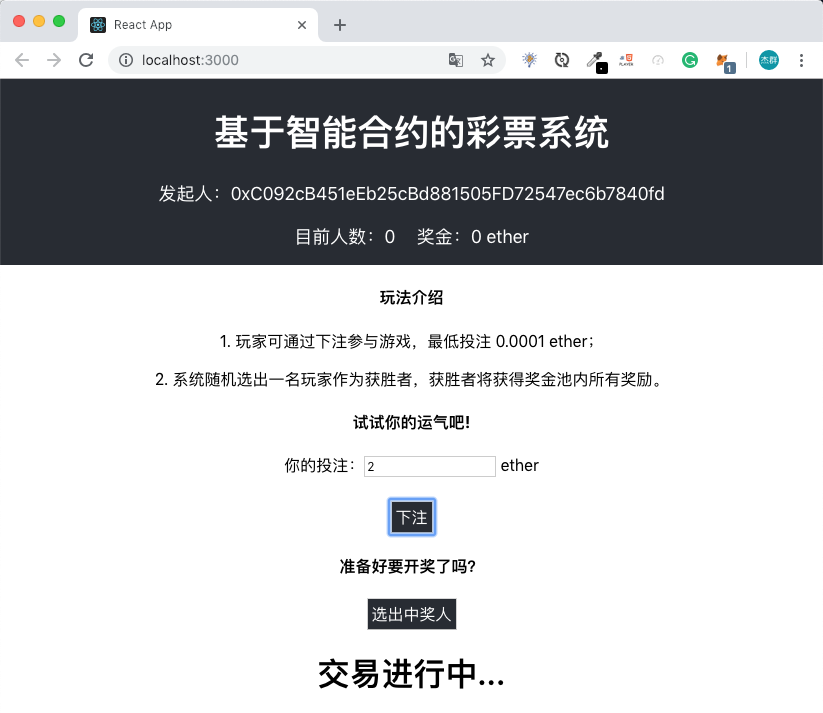 React App
localhost:3000
PLAYER
1
杰群
基于智能合约的彩票系统
发起人：0xC092cB451eEb25cBd881505FD72547ec6b7840fd
目前人数：0 奖金：0 ether
玩法介绍
1. 玩家可通过下注参与游戏，最低投注 0.0001 ether；
2. 系统随机选出一名玩家作为获胜者，获胜者将获得奖金池内所有奖励。
试试你的运气吧!
你的投注：2 ether
下注
准备好要开奖了吗?
选出中奖人
交易进行中...